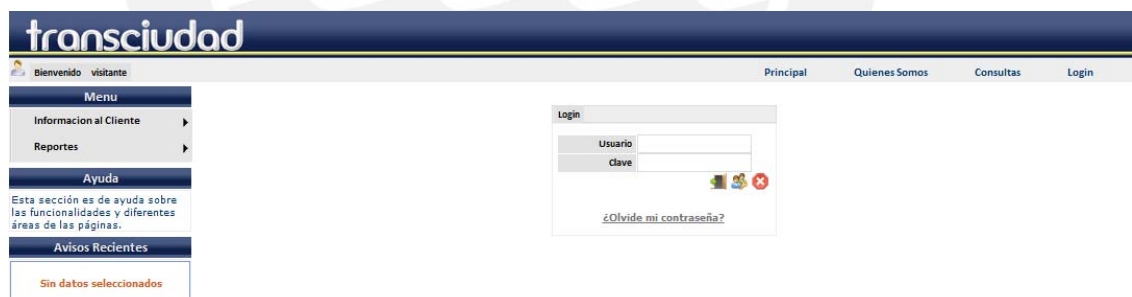 transciudad
Bienvenido visitante
Principal Quienes Somos Consultas Login
Menu
Informacion al Cliente
Reportes
Ayuda
Esta sección es de ayuda sobre
las funcionalidades y diferentes
áreas de las páginas.
Avisos Recientes
Sin datos seleccionados
Login
Usuario
Clave
¿Olvide mi contraseña?